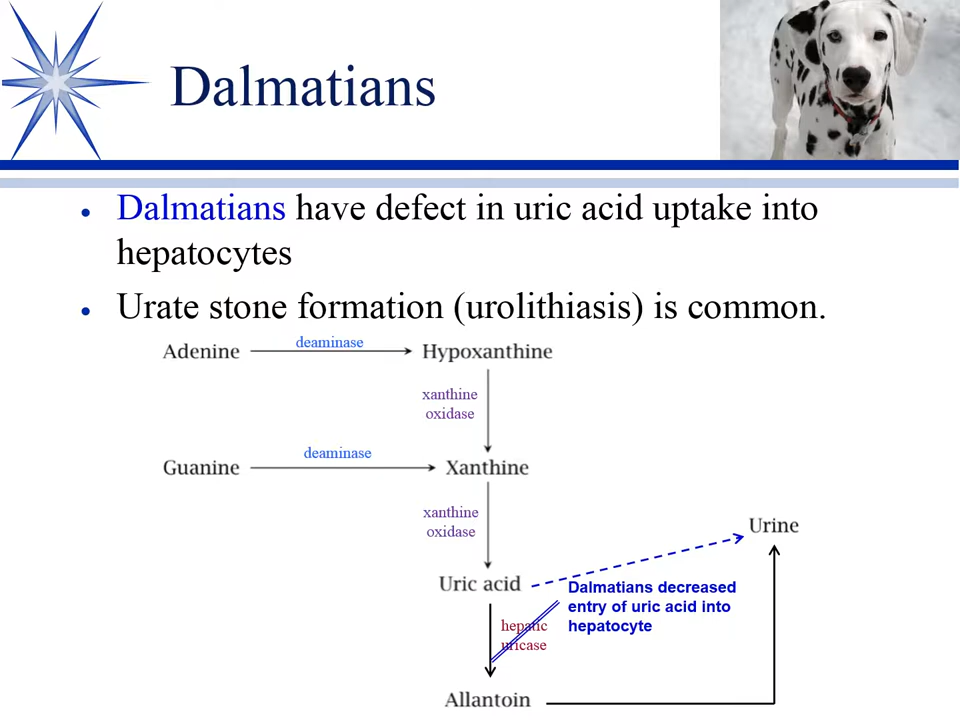 Dalmatians
• Dalmatians have defect in uric acid uptake into
hepatocytes
• Urate stone formation (urolithiasis) is common.
Adenine deaminase Hypoxanthine
xanthine
oxidase
Guanine deaminase Xanthine
xanthine
oxidase
Urine
Uric acid
Dalmatians decreased
entry of uric acid into
hepatocyte
hepatic
uricase
Allantoin